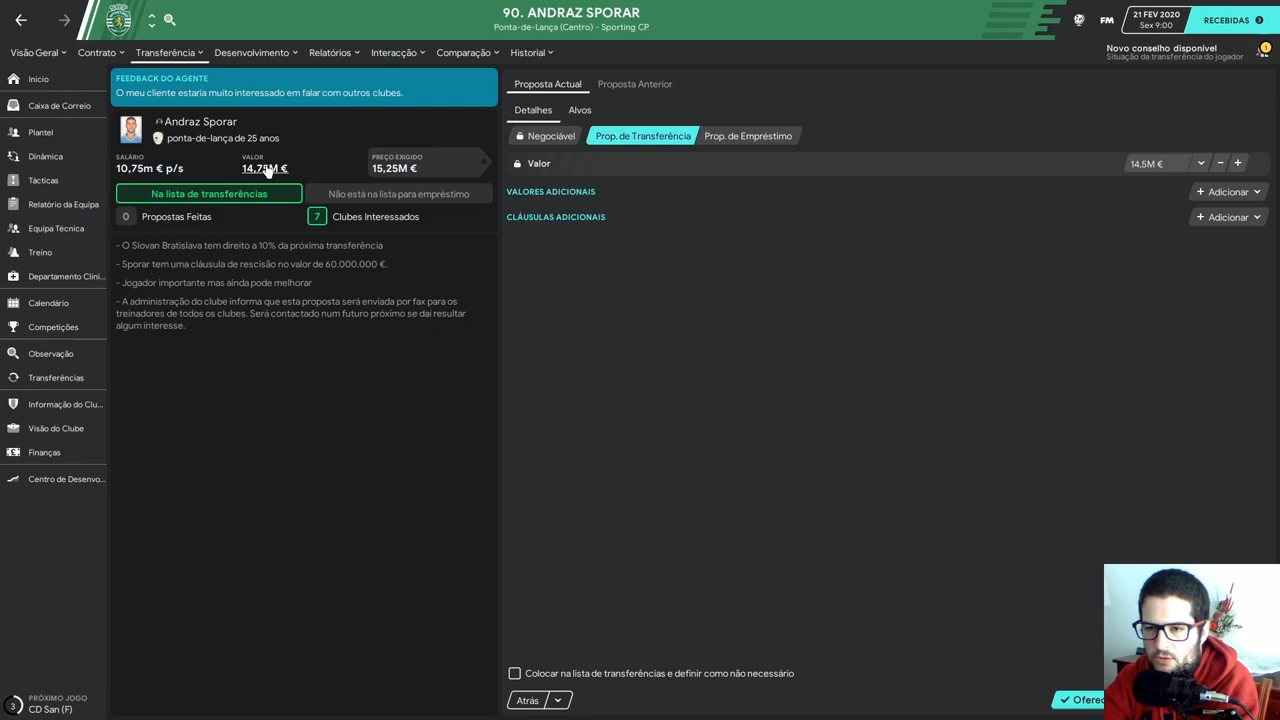 90. ANDRAZ SPORAR
Ponta-de-Lança (Centro) - Sporting CP
FM
21 FEV 2020
Sex 9:00
RECEBIDAS
Visão Geral
Contrato
Transferência
Desenvolvimento
Relatórios
Interacção
Comparação
Historial
Novo conselho disponível
Situação da transferência do jogador
1
Início
Caixa de Correio
Plantel
Dinâmica
Tácticas
Relatório da Equipa
Equipa Técnica
Treino
Departamento Clíni...
Calendário
Competições
Observação
Transferências
Informação do Clu...
Visão do Clube
Finanças
Centro de Desenvo...
3
PRÓXIMO JOGO
CD San (F)
FEEDBACK DO AGENTE
O meu cliente estaria muito interessado em falar com outros clubes.
Andraz Sporar
ponta-de-lança de 25 anos
SALÁRIO
10,75m € p/s
VALOR
14,75M €
PREÇO EXIGIDO
15,25M €
Na lista de transferências
Não está na lista para empréstimo
0 Propostas Feitas
7 Clubes Interessados
- O Slovan Bratislava tem direito a 10% da próxima transferência
- Sporar tem uma cláusula de rescisão no valor de 60.000.000 €.
- Jogador importante mas ainda pode melhorar
- A administração do clube informa que esta proposta será enviada por fax para os
treinadores de todos os clubes. Será contactado num futuro próximo se daí resultar
algum interesse.
Proposta Actual
Proposta Anterior
Detalhes
Alvos
Negociável
Prop. de Transferência
Prop. de Empréstimo
Valor
14,5M €
VALORES ADICIONAIS
+ Adicionar
CLÁUSULAS ADICIONAIS
+ Adicionar
Colocar na lista de transferências e definir como não necessário
Atrás
Oferec